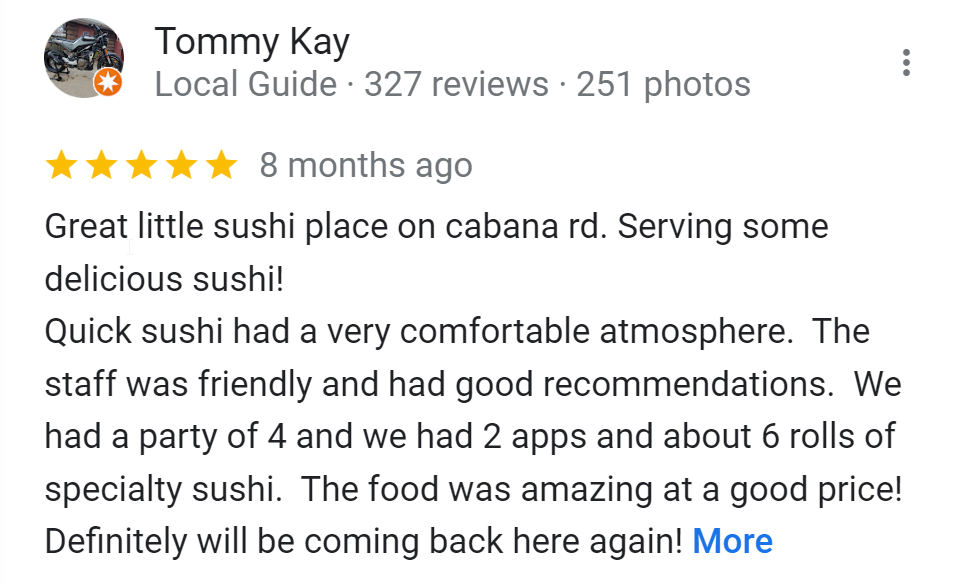 Tommy Kay
Local Guide · 327 reviews · 251 photos
8 months ago
Great little sushi place on cabana rd. Serving some
delicious sushi!
Quick sushi had a very comfortable atmosphere.  The
staff was friendly and had good recommendations.  We
had a party of 4 and we had 2 apps and about 6 rolls of
specialty sushi.  The food was amazing at a good price!
Definitely will be coming back here again! More